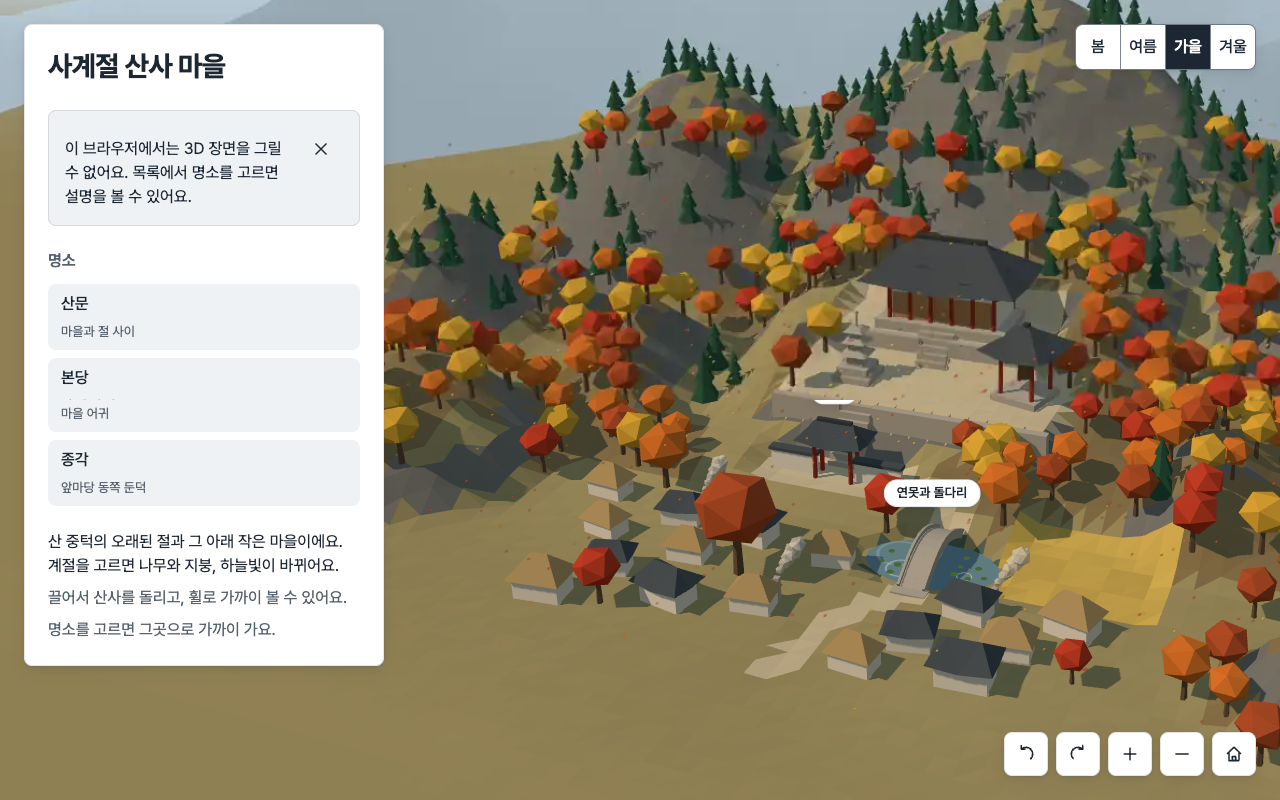 사계절 산사 마을
봄
여름
가을
겨울
이 브라우저에서는 3D 장면을 그릴
수 없어요. 목록에서 명소를 고르면
설명을 볼 수 있어요.
명소
산문
마을과 절 사이
본당
마을 어귀
종각
앞마당 동쪽 둔덕
연못과 돌다리
산 중턱의 오래된 절과 그 아래 작은 마을이에요.
계절을 고르면 나무와 지붕, 하늘빛이 바뀌어요.
끌어서 산사를 돌리고, 휠로 가까이 볼 수 있어요.
명소를 고르면 그곳으로 가까이 가요.